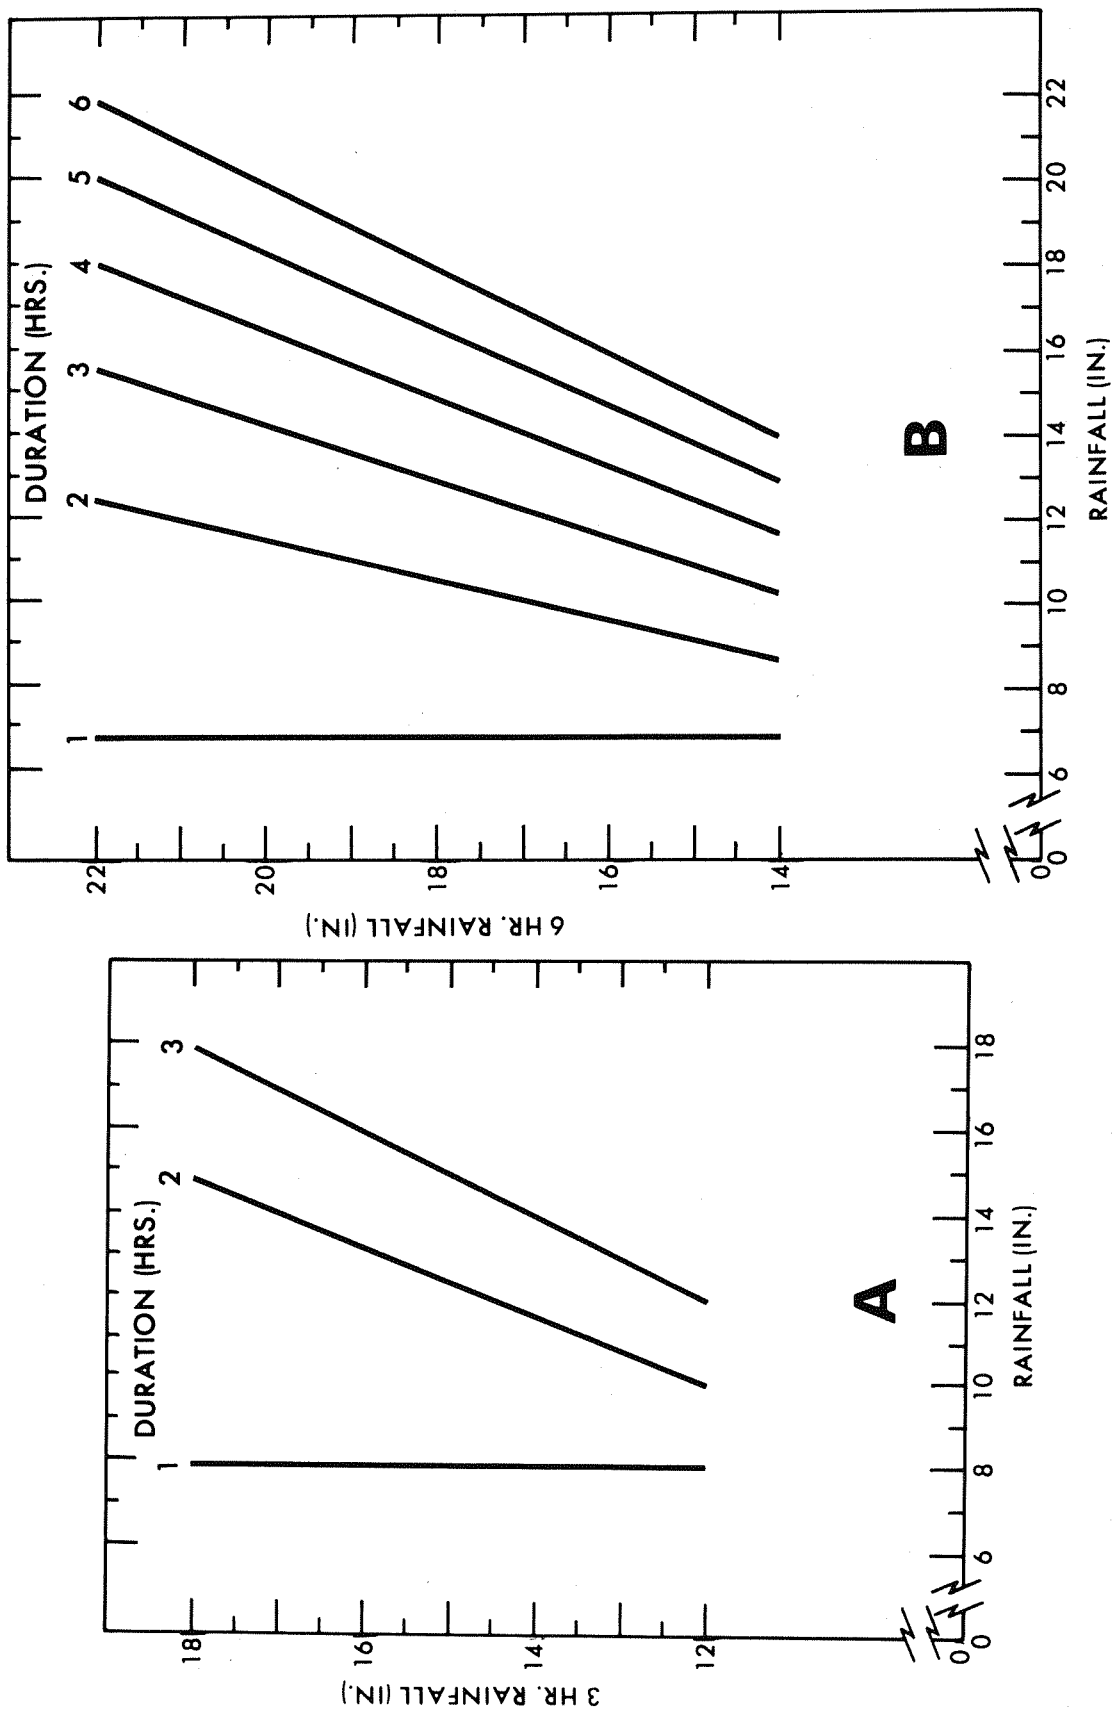 DURATION (HRS.)
1 2 3
18
16
14
12
0
3 HR. RAINFALL (IN.)
A
0 6 8 10 12 14 16 18
RAINFALL (IN.)
DURATION (HRS.)
1 2 3 4 5 6
22
20
18
16
14
0
6 HR. RAINFALL (IN.)
B
0 6 8 10 12 14 16 18 20 22
RAINFALL (IN.)